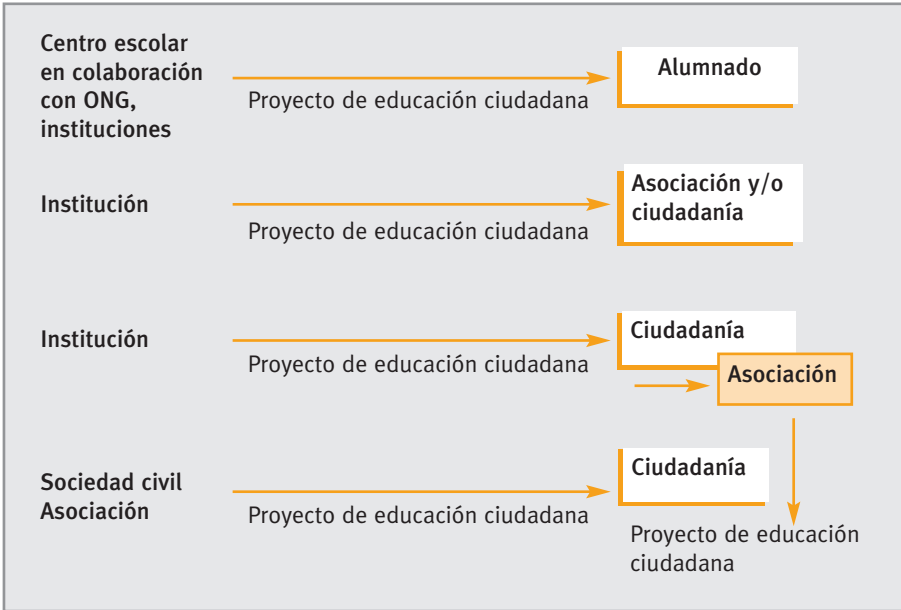 Centro escolar
en colaboración
con ONG,
instituciones
Proyecto de educación ciudadana
Alumnado
Institución
Proyecto de educación ciudadana
Asociación y/o
ciudadanía
Institución
Proyecto de educación ciudadana
Ciudadanía
Asociación
Sociedad civil
Asociación
Proyecto de educación ciudadana
Ciudadanía
Proyecto de educación
ciudadana